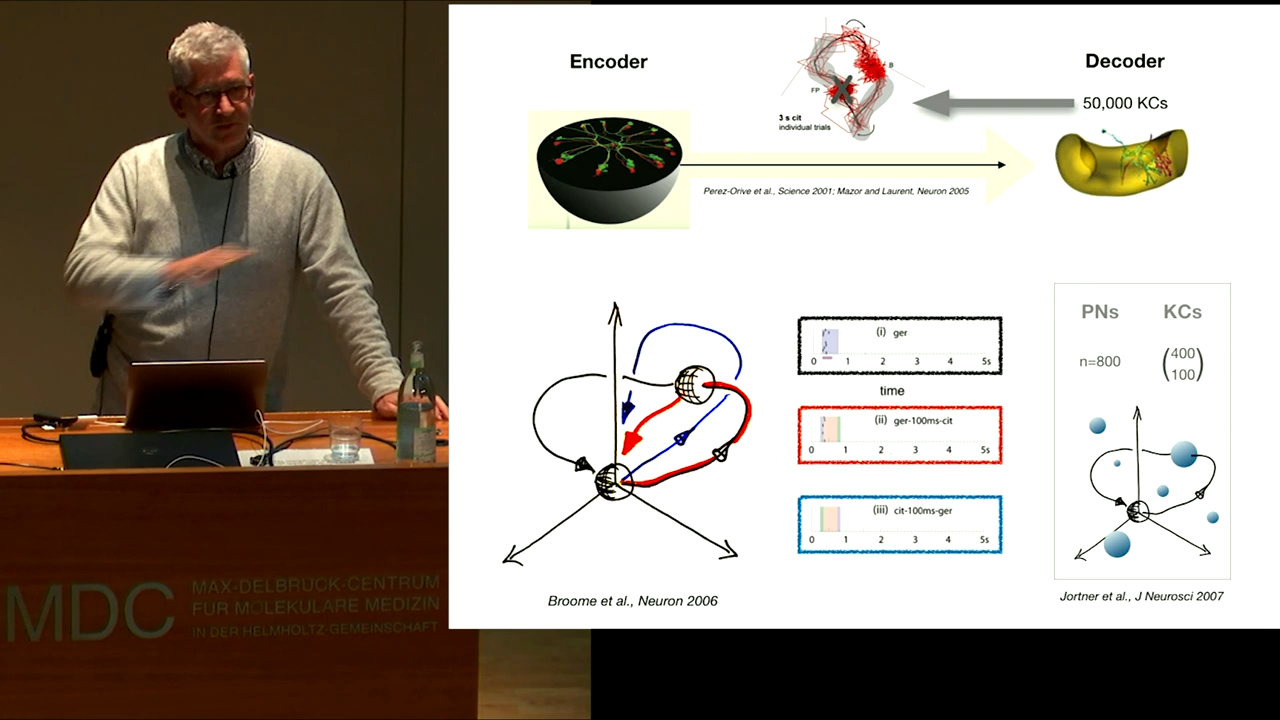 Encoder
Decoder
B
FP
50,000 KCs
3 s cit
individual trials
Perez-Orive et al., Science 2001; Mazor and Laurent, Neuron 2005
PNs KCs
n=800
(400
100)
(i) ger
0 1 2 3 4 5s
time
(ii) ger-100ms-cit
0 1 2 3 4 5s
(iii) cit-100ms-ger
0 1 2 3 4 5s
Broome et al., Neuron 2006
Jortner et al., J Neurosci 2007
MDC
MAX-DELBRÜCK-CENTRUM
FÜR MOLEKULARE MEDIZIN
IN DER HELMHOLTZ GEMEINSCHAFT